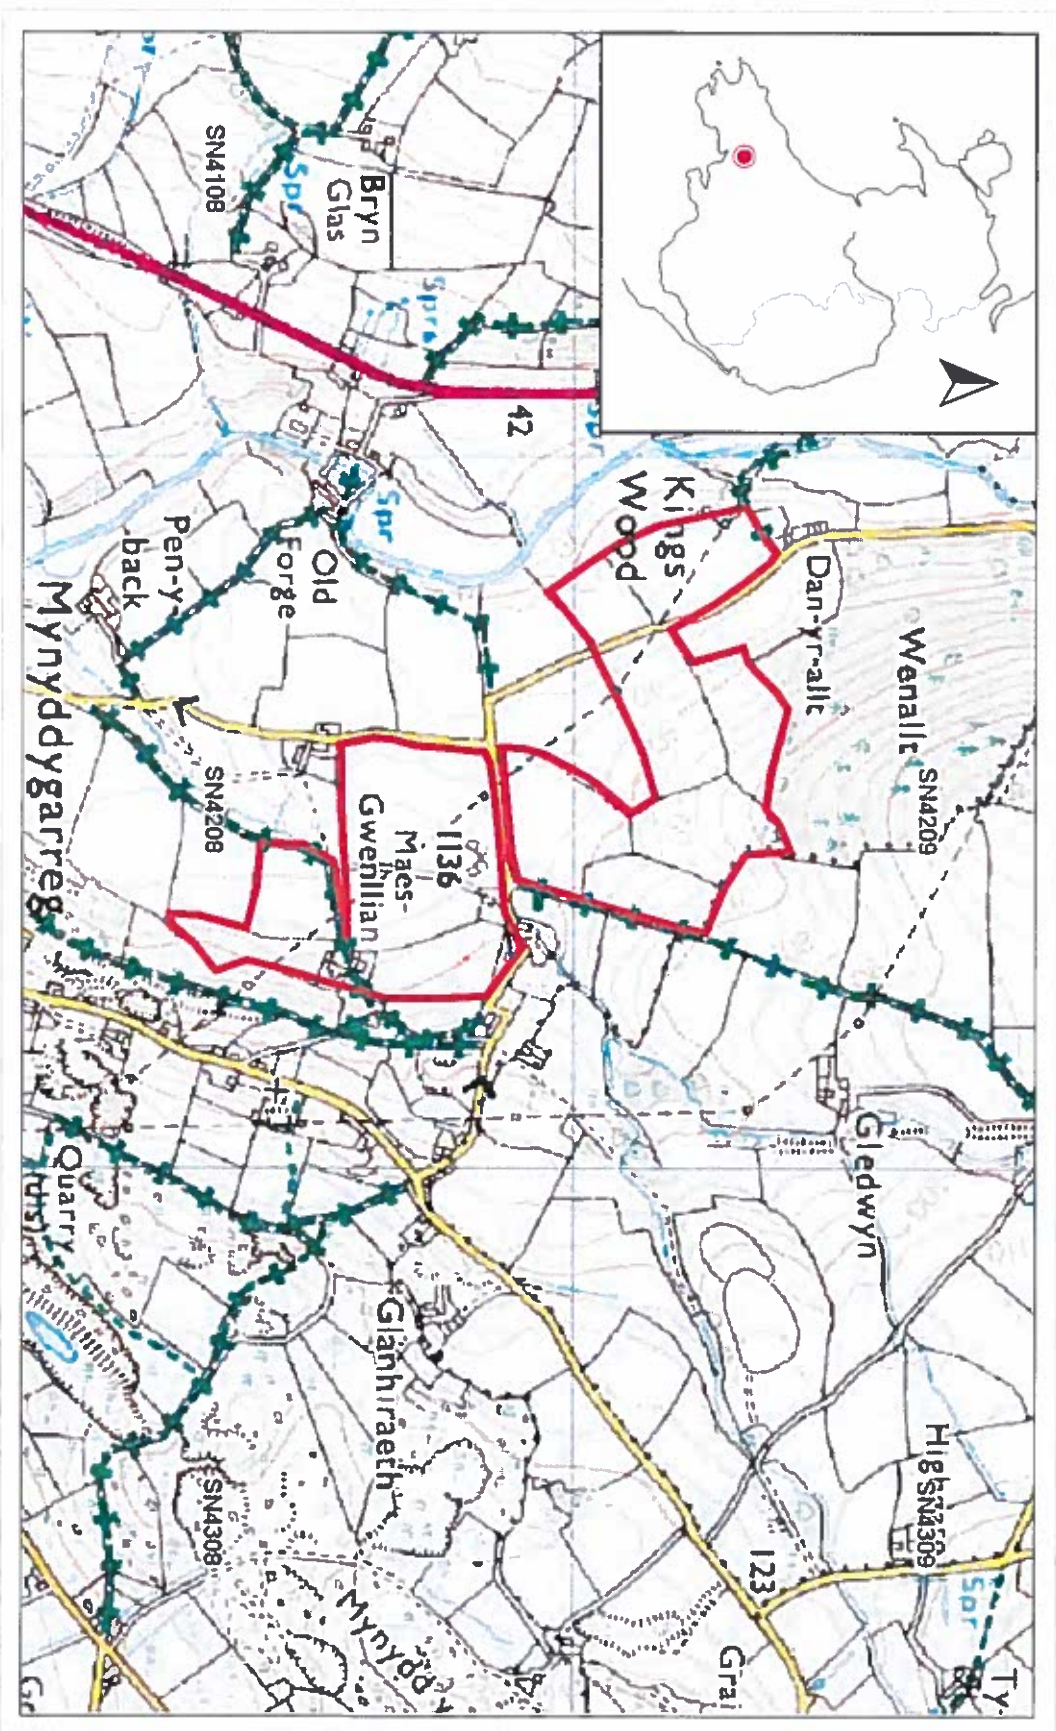 SN4108
Bryn
Glas
Spr
Sprs
42
Spr
Old
Forge
Pen-y-
back
Mynyddygarreg
Kings
Wood
Dan-yr-allt
Wenallt
SN4209
SN4208
1136
Maes-
Gwenllian
Gledwyn
Quarry
Glanhiraeth
SN4308
SN4309
Mynydd
123
Spr
Ty-